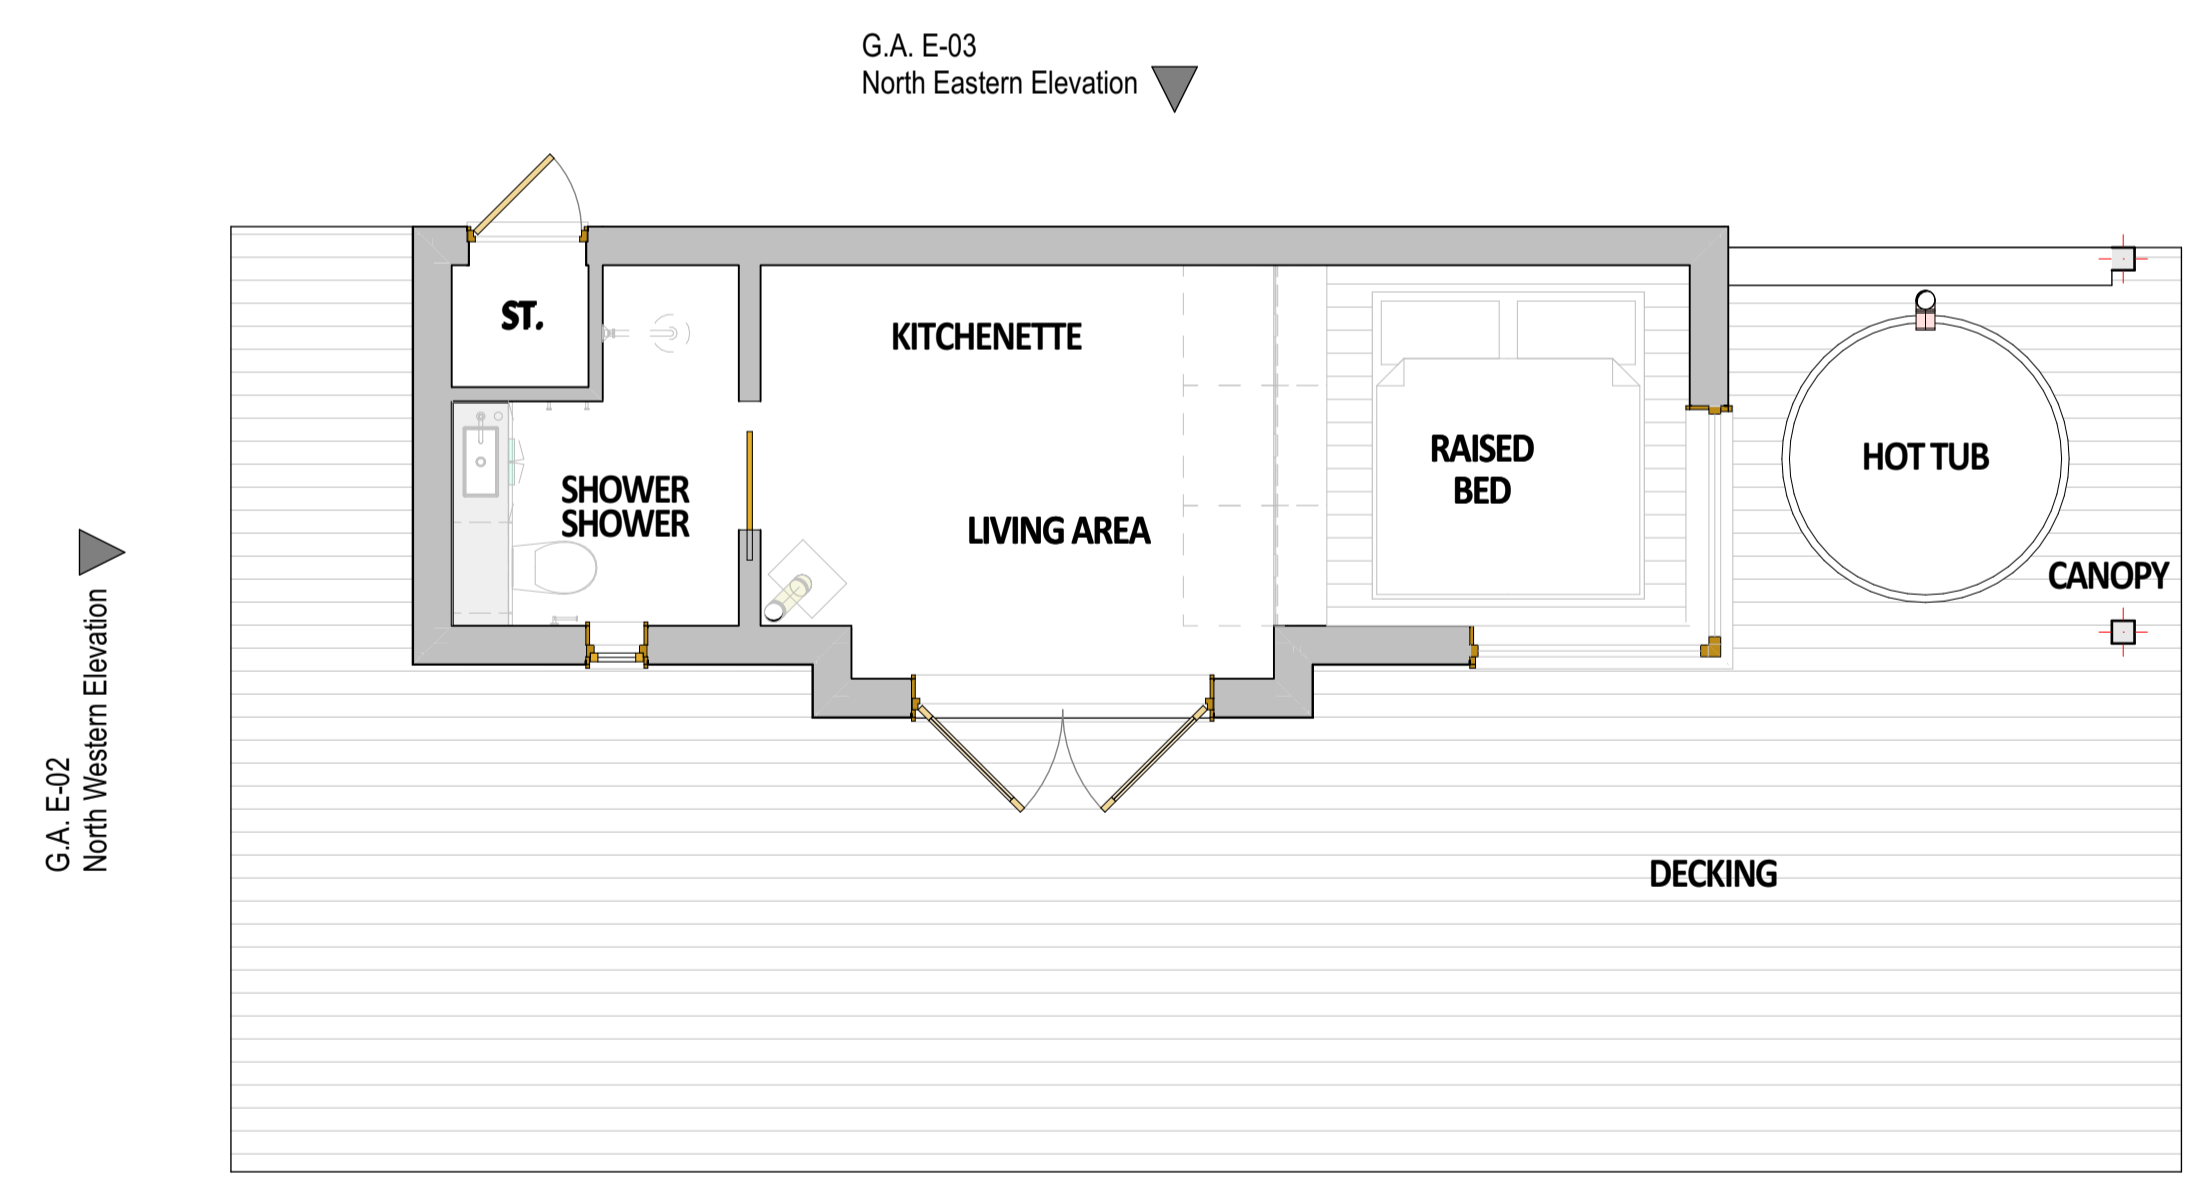 G.A. E-03
North Eastern Elevation
ST.
KITCHENETTE
RAISED
BED
HOT TUB
SHOWER
SHOWER
LIVING AREA
CANOPY
G.A. E-02
North Western Elevation
DECKING